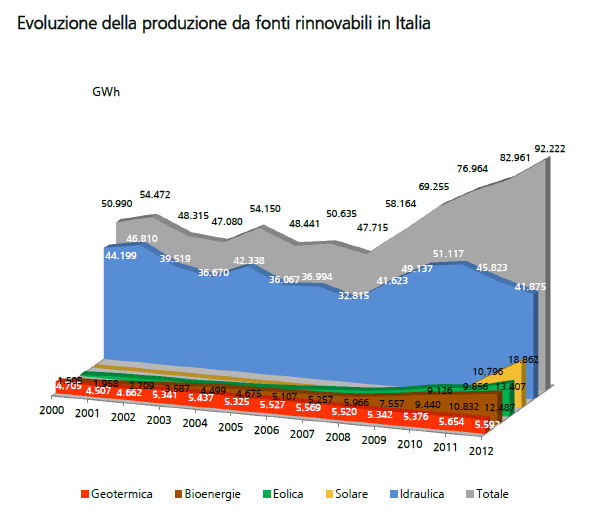 Evoluzione della produzione da fonti rinnovabili in Italia
GWh
50.990 54.472 48.315 47.080 54.150 48.441 50.635 47.715 58.164 69.255 76.964 82.961 92.222
44.199 46.810 39.519 36.670 42.338 36.067 36.994 32.815 41.623 49.137 51.117 45.823 41.875
10.796 18.862
9.126 9.856 13.407
1.505 1.958 2.709 3.587 4.499 4.675 5.107 5.257 5.966 7.557 9.440 10.832 12.487
4.705 4.507 4.662 5.341 5.437 5.325 5.527 5.569 5.520 5.342 5.376 5.654 5.592
2000 2001 2002 2003 2004 2005 2006 2007 2008 2009 2010 2011 2012
Geotermica Bioenergie Eolica Solare Idraulica Totale